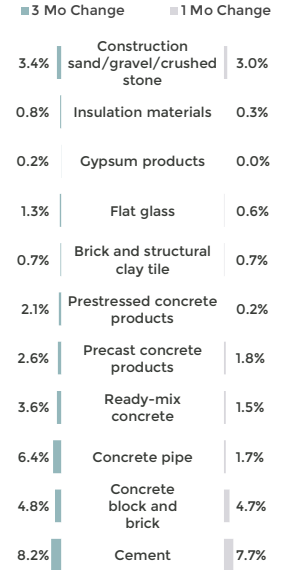 3 Mo Change 1 Mo Change
Construction
3.4% sand/gravel/crushed 3.0%
stone
0.8% Insulation materials 0.3%
0.2% Gypsum products 0.0%
1.3% Flat glass 0.6%
Brick and structural
0.7% 0.7%
clay tile
Prestressed concrete
2.1% 0.2%
products
Precast concrete
2.6% 1.8%
products
Ready-mix
3.6% 1.5%
concrete
6.4% Concrete pipe 1.7%
Concrete
4.8% block and 4.7%
brick
8.2% Cement 7.7%